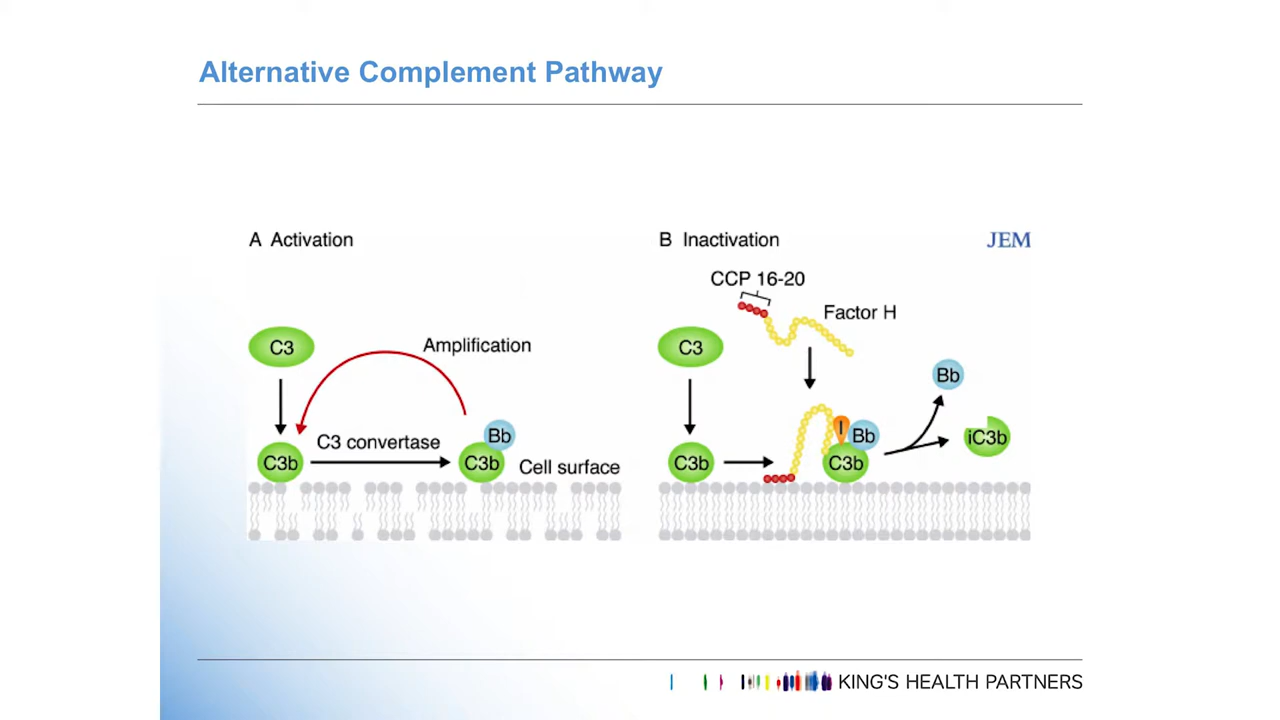 Alternative Complement Pathway
A Activation
C3
Amplification
C3b
C3 convertase
Bb
C3b
Cell surface
B Inactivation
JEM
CCP 16-20
Factor H
C3
C3b
I
Bb
C3b
Bb
iC3b
KING'S HEALTH PARTNERS